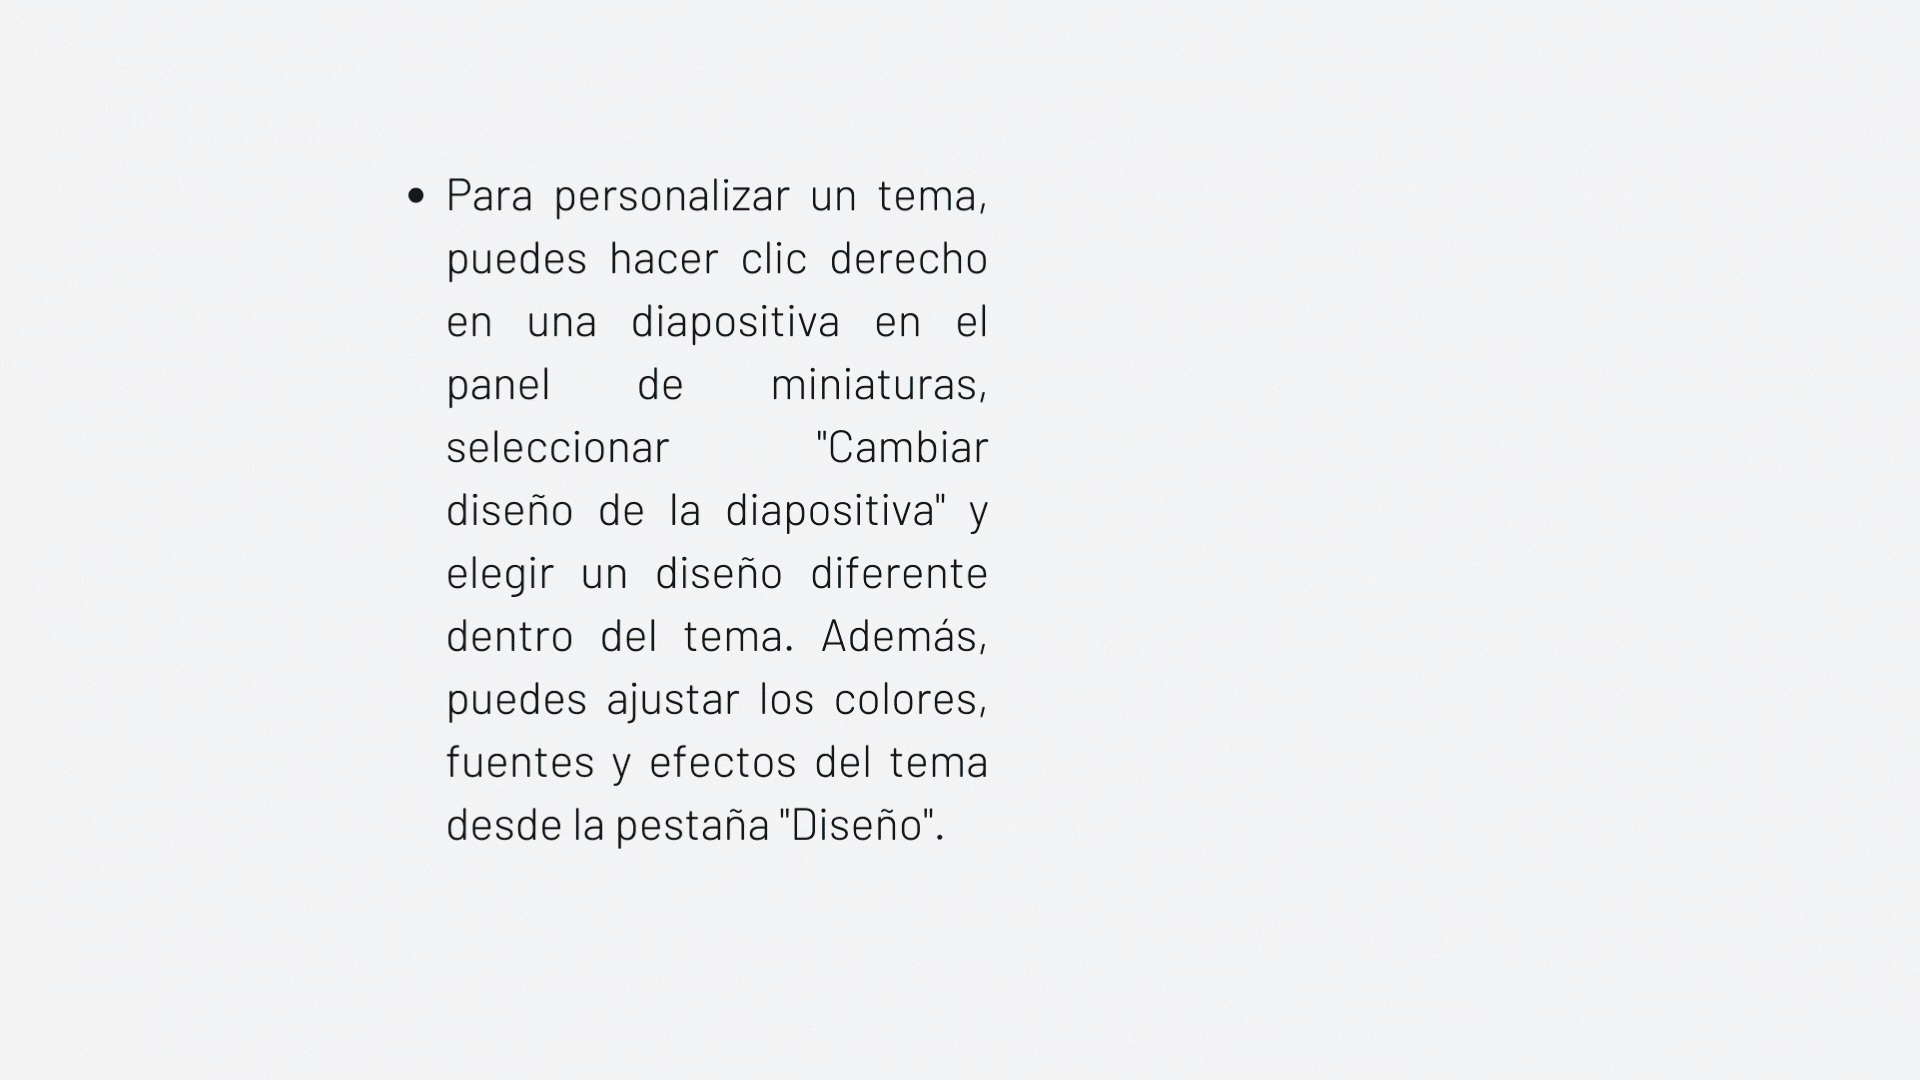 • Para personalizar un tema,
puedes hacer clic derecho
en una diapositiva en el
panel de miniaturas,
seleccionar "Cambiar
diseño de la diapositiva" y
elegir un diseño diferente
dentro del tema. Además,
puedes ajustar los colores,
fuentes y efectos del tema
desde la pestaña "Diseño".